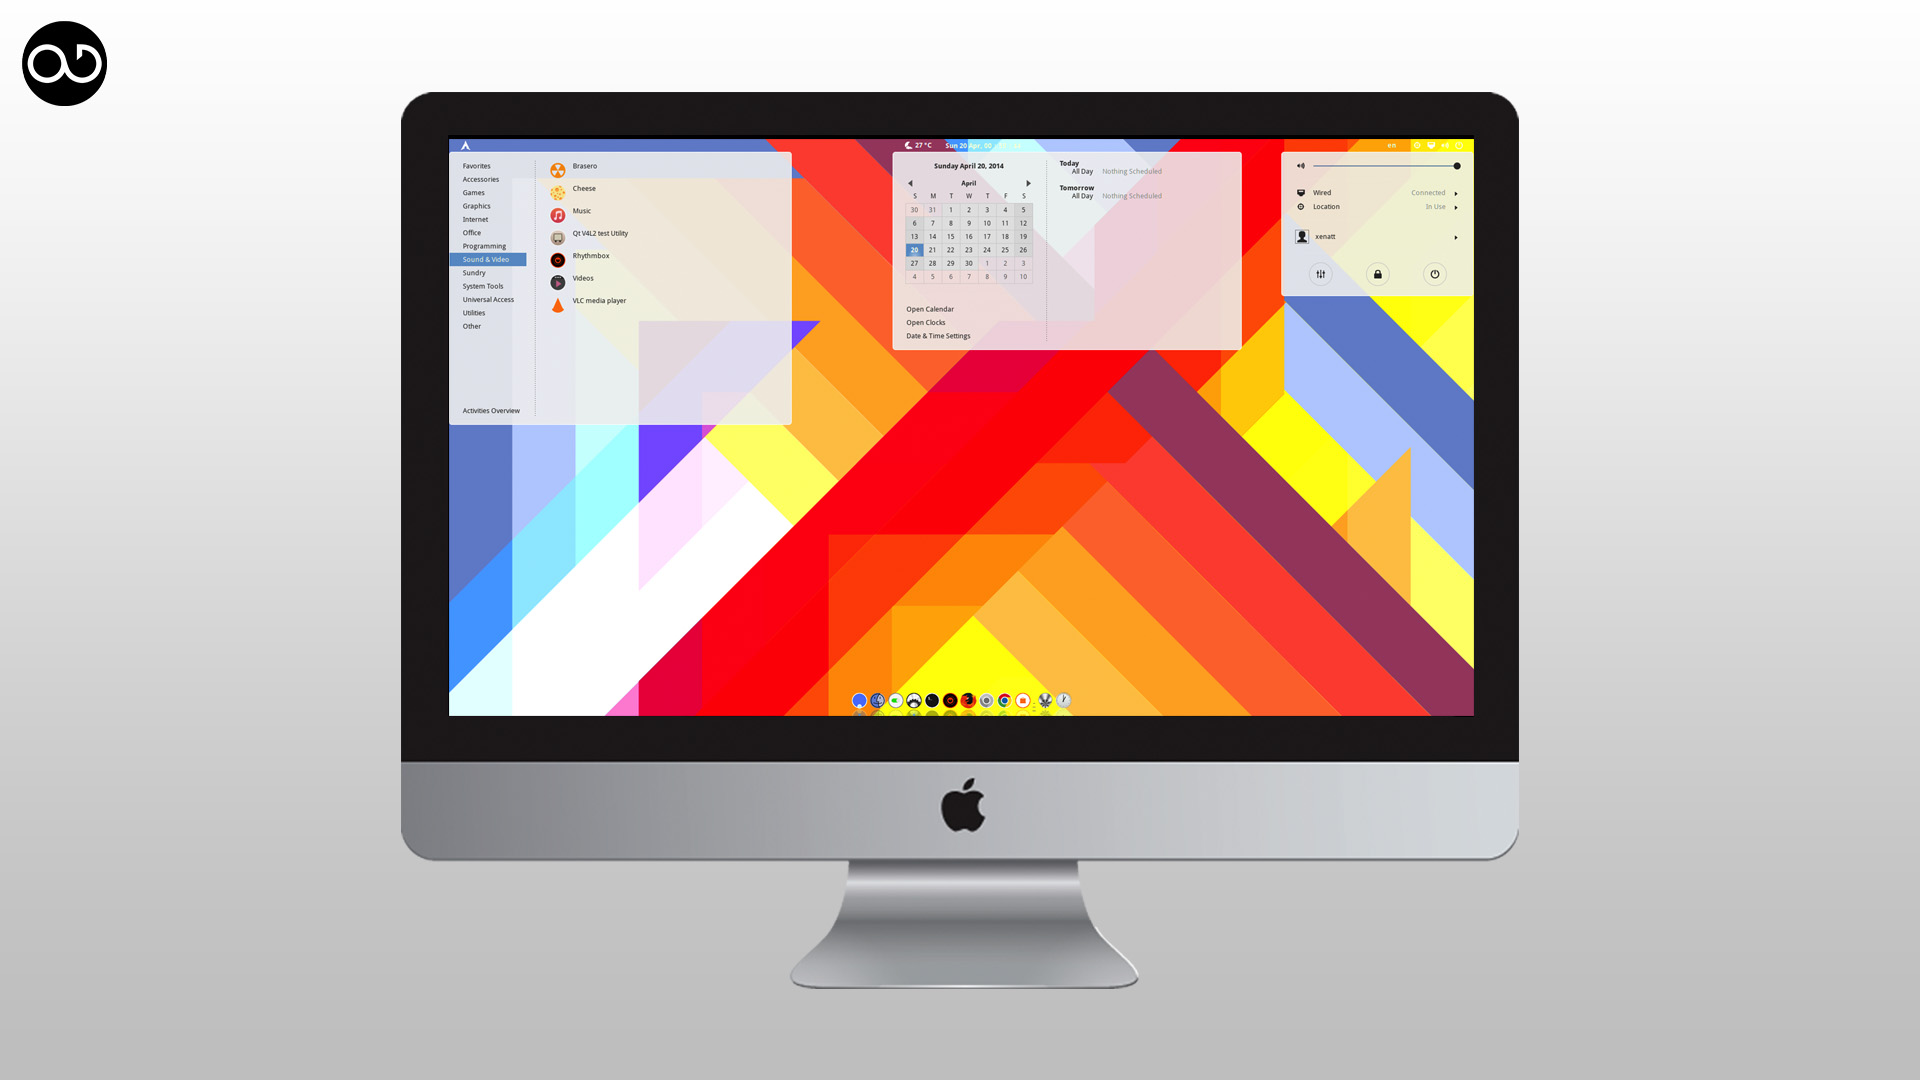 27 °C
Sun 20 Apr, 00
en
Favorites
Accessories
Games
Graphics
Internet
Office
Programming
Sound & Video
Sundry
System Tools
Universal Access
Utilities
Other
Activities Overview
Brasero
Cheese
Music
Qt V4L2 test Utility
Rhythmbox
Videos
VLC media player
Sunday April 20, 2014
April
S M T W T F S
30 31 1 2 3 4 5
6 7 8 9 10 11 12
13 14 15 16 17 18 19
20 21 22 23 24 25 26
27 28 29 30 1 2 3
4 5 6 7 8 9 10
Open Calendar
Open Clocks
Date & Time Settings
Today
All Day Nothing Scheduled
Tomorrow
All Day Nothing Scheduled
Wired Connected
Location In Use
xenatt